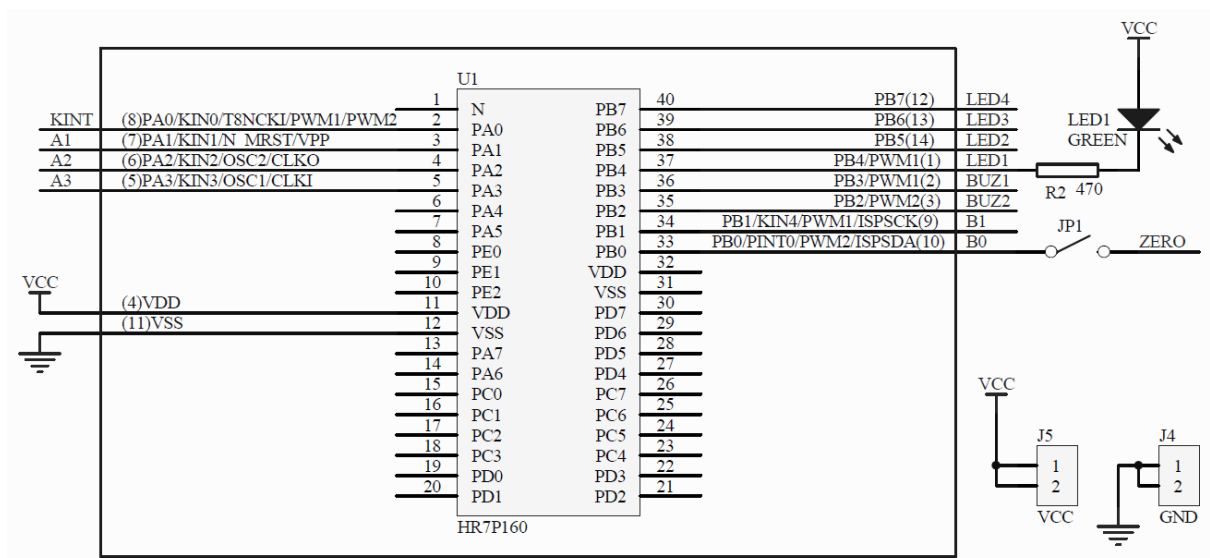 VCC
U1
1 N PB7 40 PB7(12) LED4
KINT (8)PA0/KIN0/T8NCKI/PWM1/PWM2 2 PA0 PB6 39 PB6(13) LED3
A1 (7)PA1/KIN1/N_MRST/VPP 3 PA1 PB5 38 PB5(14) LED2
A2 (6)PA2/KIN2/OSC2/CLKO 4 PA2 PB4 37 PB4/PWM1(1) LED1
A3 (5)PA3/KIN3/OSC1/CLKI 5 PA3 PB3 36 PB3/PWM1(2) BUZ1
6 PA4 PB2 35 PB2/PWM2(3) BUZ2
7 PA5 PB1 34 PB1/KIN4/PWM1/ISPSCK(9) B1
8 PE0 PB0 33 PB0/PINT0/PWM2/ISPSDA(10) B0
9 PE1 VDD 32
10 PE2 VSS 31
VCC (4)VDD 11 VDD PD7 30
(11)VSS 12 VSS PD6 29
13 PA7 PD5 28
14 PA6 PD4 27
15 PC0 PC7 26
16 PC1 PC6 25
17 PC2 PC5 24
18 PC3 PC4 23
19 PD0 PD3 22
20 PD1 PD2 21
HR7P160
LED1
GREEN
R2 470
JP1
ZERO
VCC
J5
1
2
VCC
J4
1
2
GND